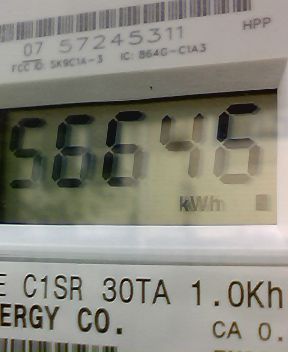 07 57245311
HPP
FCC ID: SK9C1A-3 IC: 864G-C1A3
56646
kWh
E C1SR 30TA 1.0Kh
ERGY CO.
CA 0.